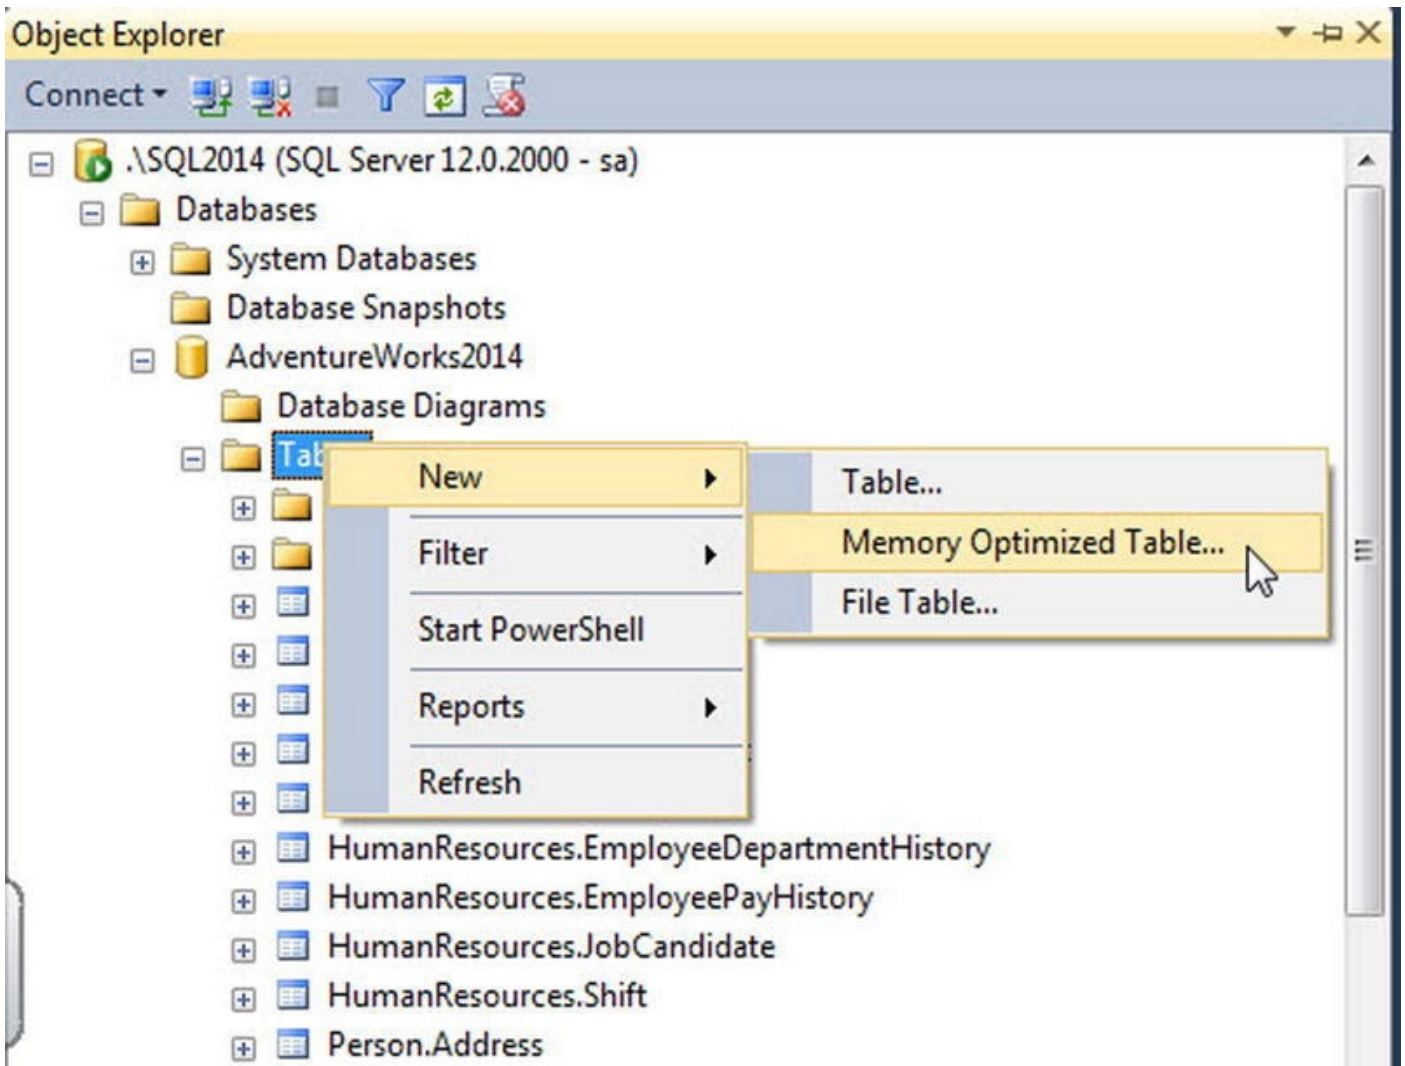 Object Explorer
Connect
.\SQL2014 (SQL Server 12.0.2000 - sa)
Databases
System Databases
Database Snapshots
AdventureWorks2014
Database Diagrams
Tab
New
Table...
Memory Optimized Table...
File Table...
Filter
Start PowerShell
Reports
Refresh
HumanResources.EmployeeDepartmentHistory
HumanResources.EmployeePayHistory
HumanResources.JobCandidate
HumanResources.Shift
Person.Address